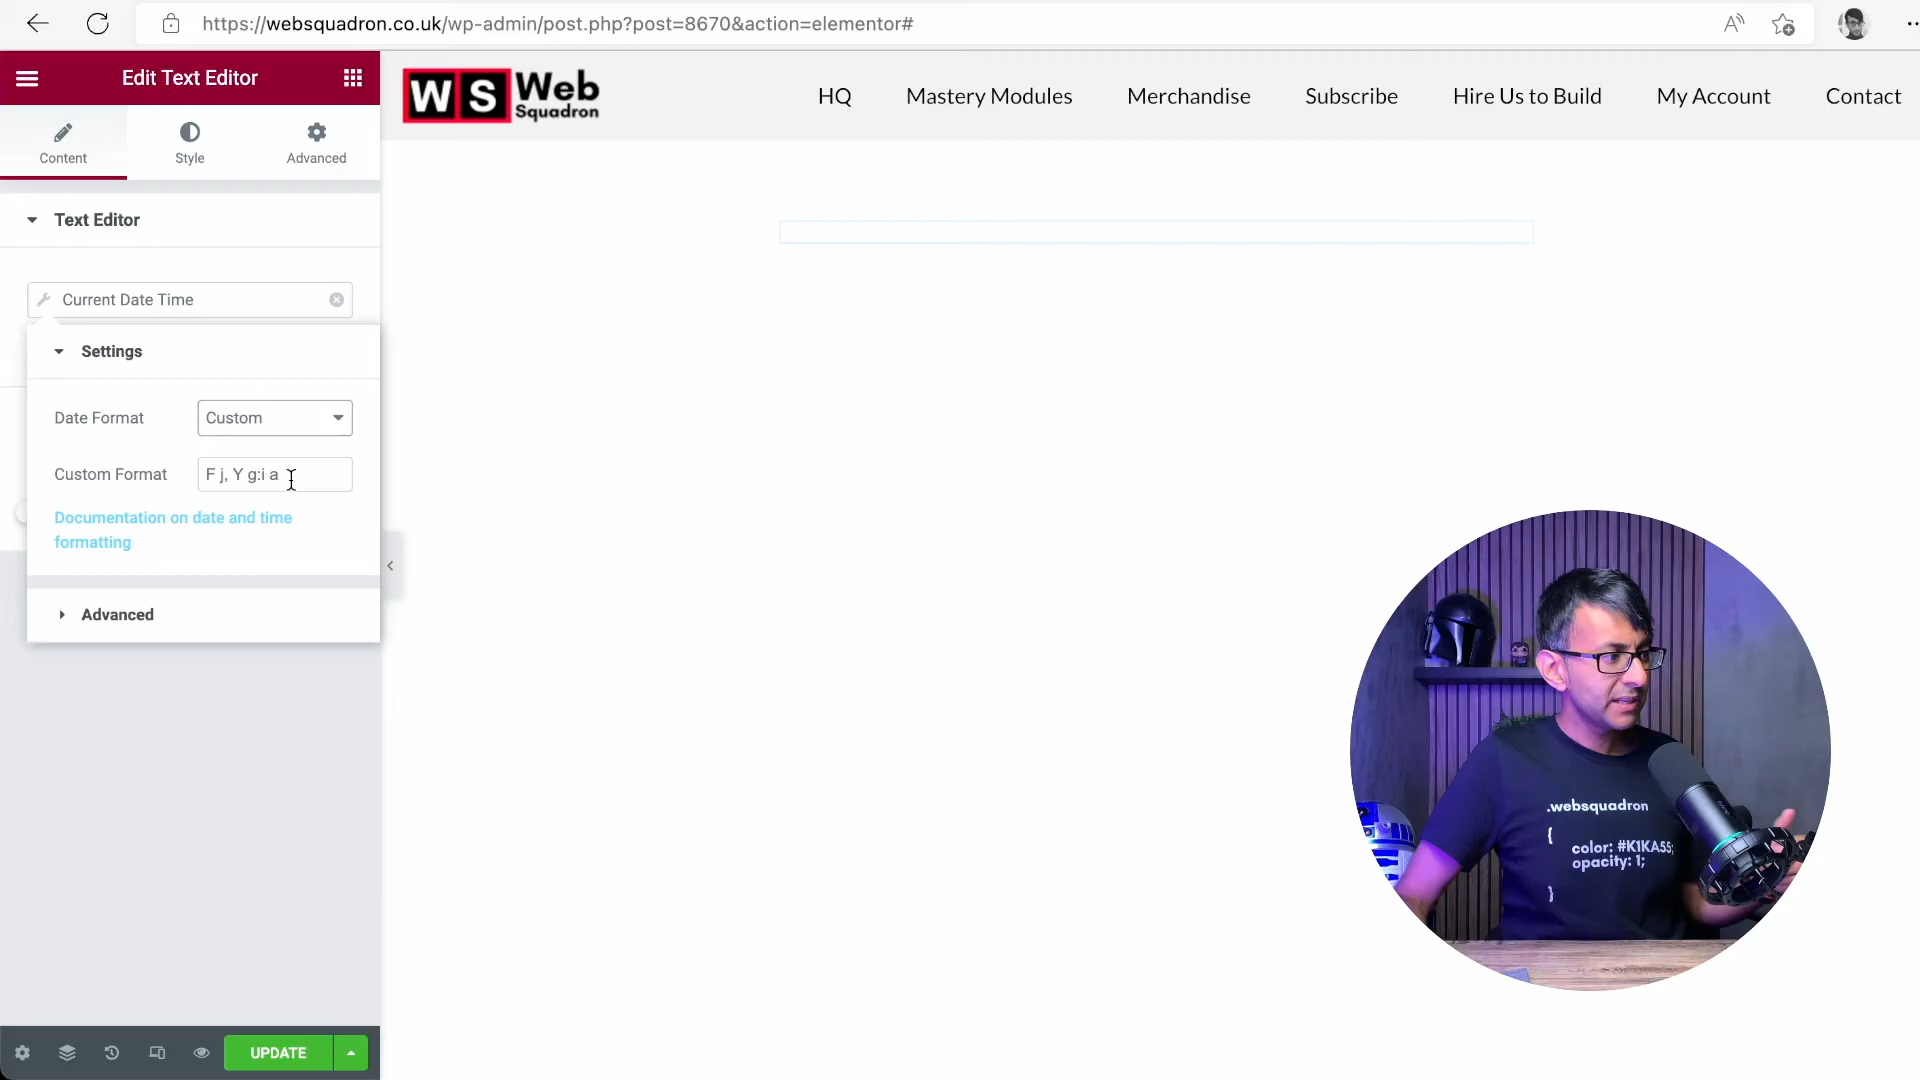 https://websquadron.co.uk/wp-admin/post.php?post=8670&action=elementor#
Edit Text Editor
Content
Style
Advanced
WS Web Squadron
HQ
Mastery Modules
Merchandise
Subscribe
Hire Us to Build
My Account
Contact
Text Editor
Current Date Time
Settings
Date Format
Custom
Custom Format
F j, Y g:i a
Documentation on date and time
formatting
Advanced
UPDATE
.websquadron
{
color: #K1KA55;
opacity: 1;
}